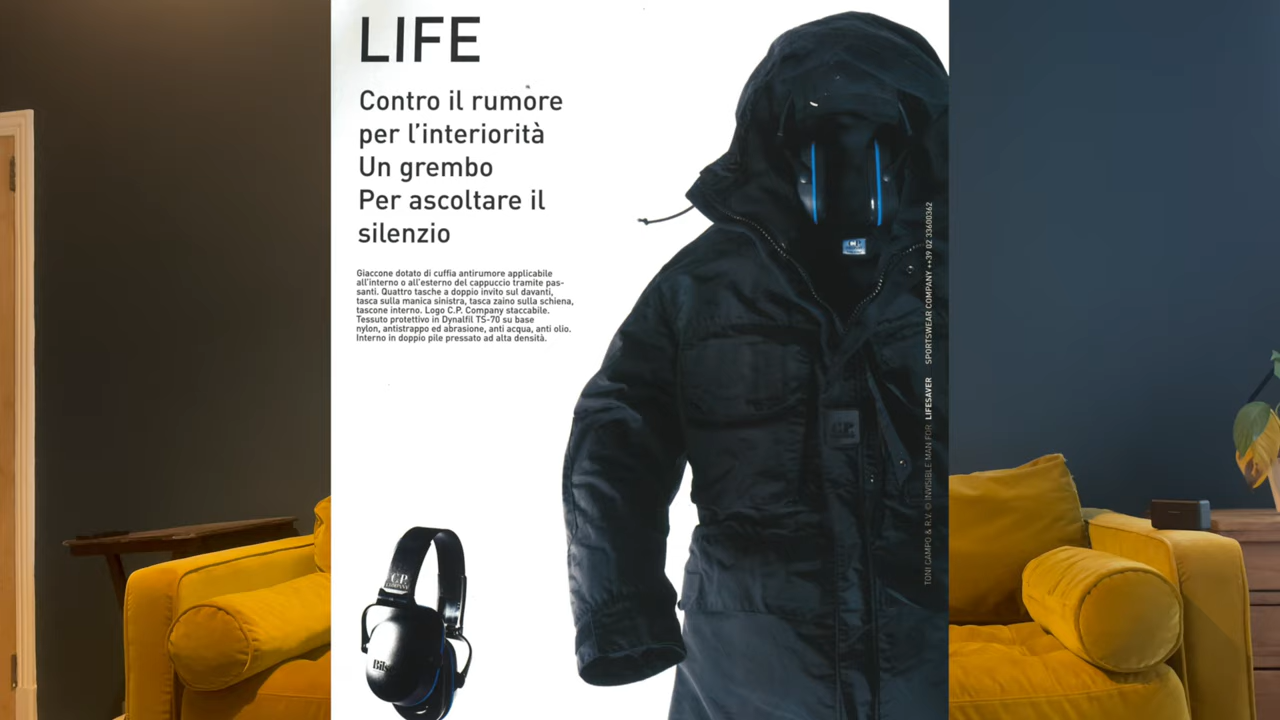 LIFE
Contro il rumore
per l'interiorità
Un grembo
Per ascoltare il
silenzio
Giaccone dotato di cuffia antirumore applicabile
all'interno o all'esterno del cappuccio tramite pas-
santi. Quattro tasche a doppio invito sul davanti,
tasca sulla manica sinistra, tasca zaino sulla schiena,
tascone interno. Logo C.P. Company staccabile.
Tessuto protettivo in Dynalfil TS-70 su base
nylon, antistrappo ed abrasione, anti acqua, anti olio.
Interno in doppio pile pressato ad alta densità.
C.P.
COMPANY
Bils
C.P.
C.P.
TONI CAMPO & R.V. © INVISIBLE MAN FOR: LIFESAVER SPORTSWEAR COMPANY ++39 02 33600362